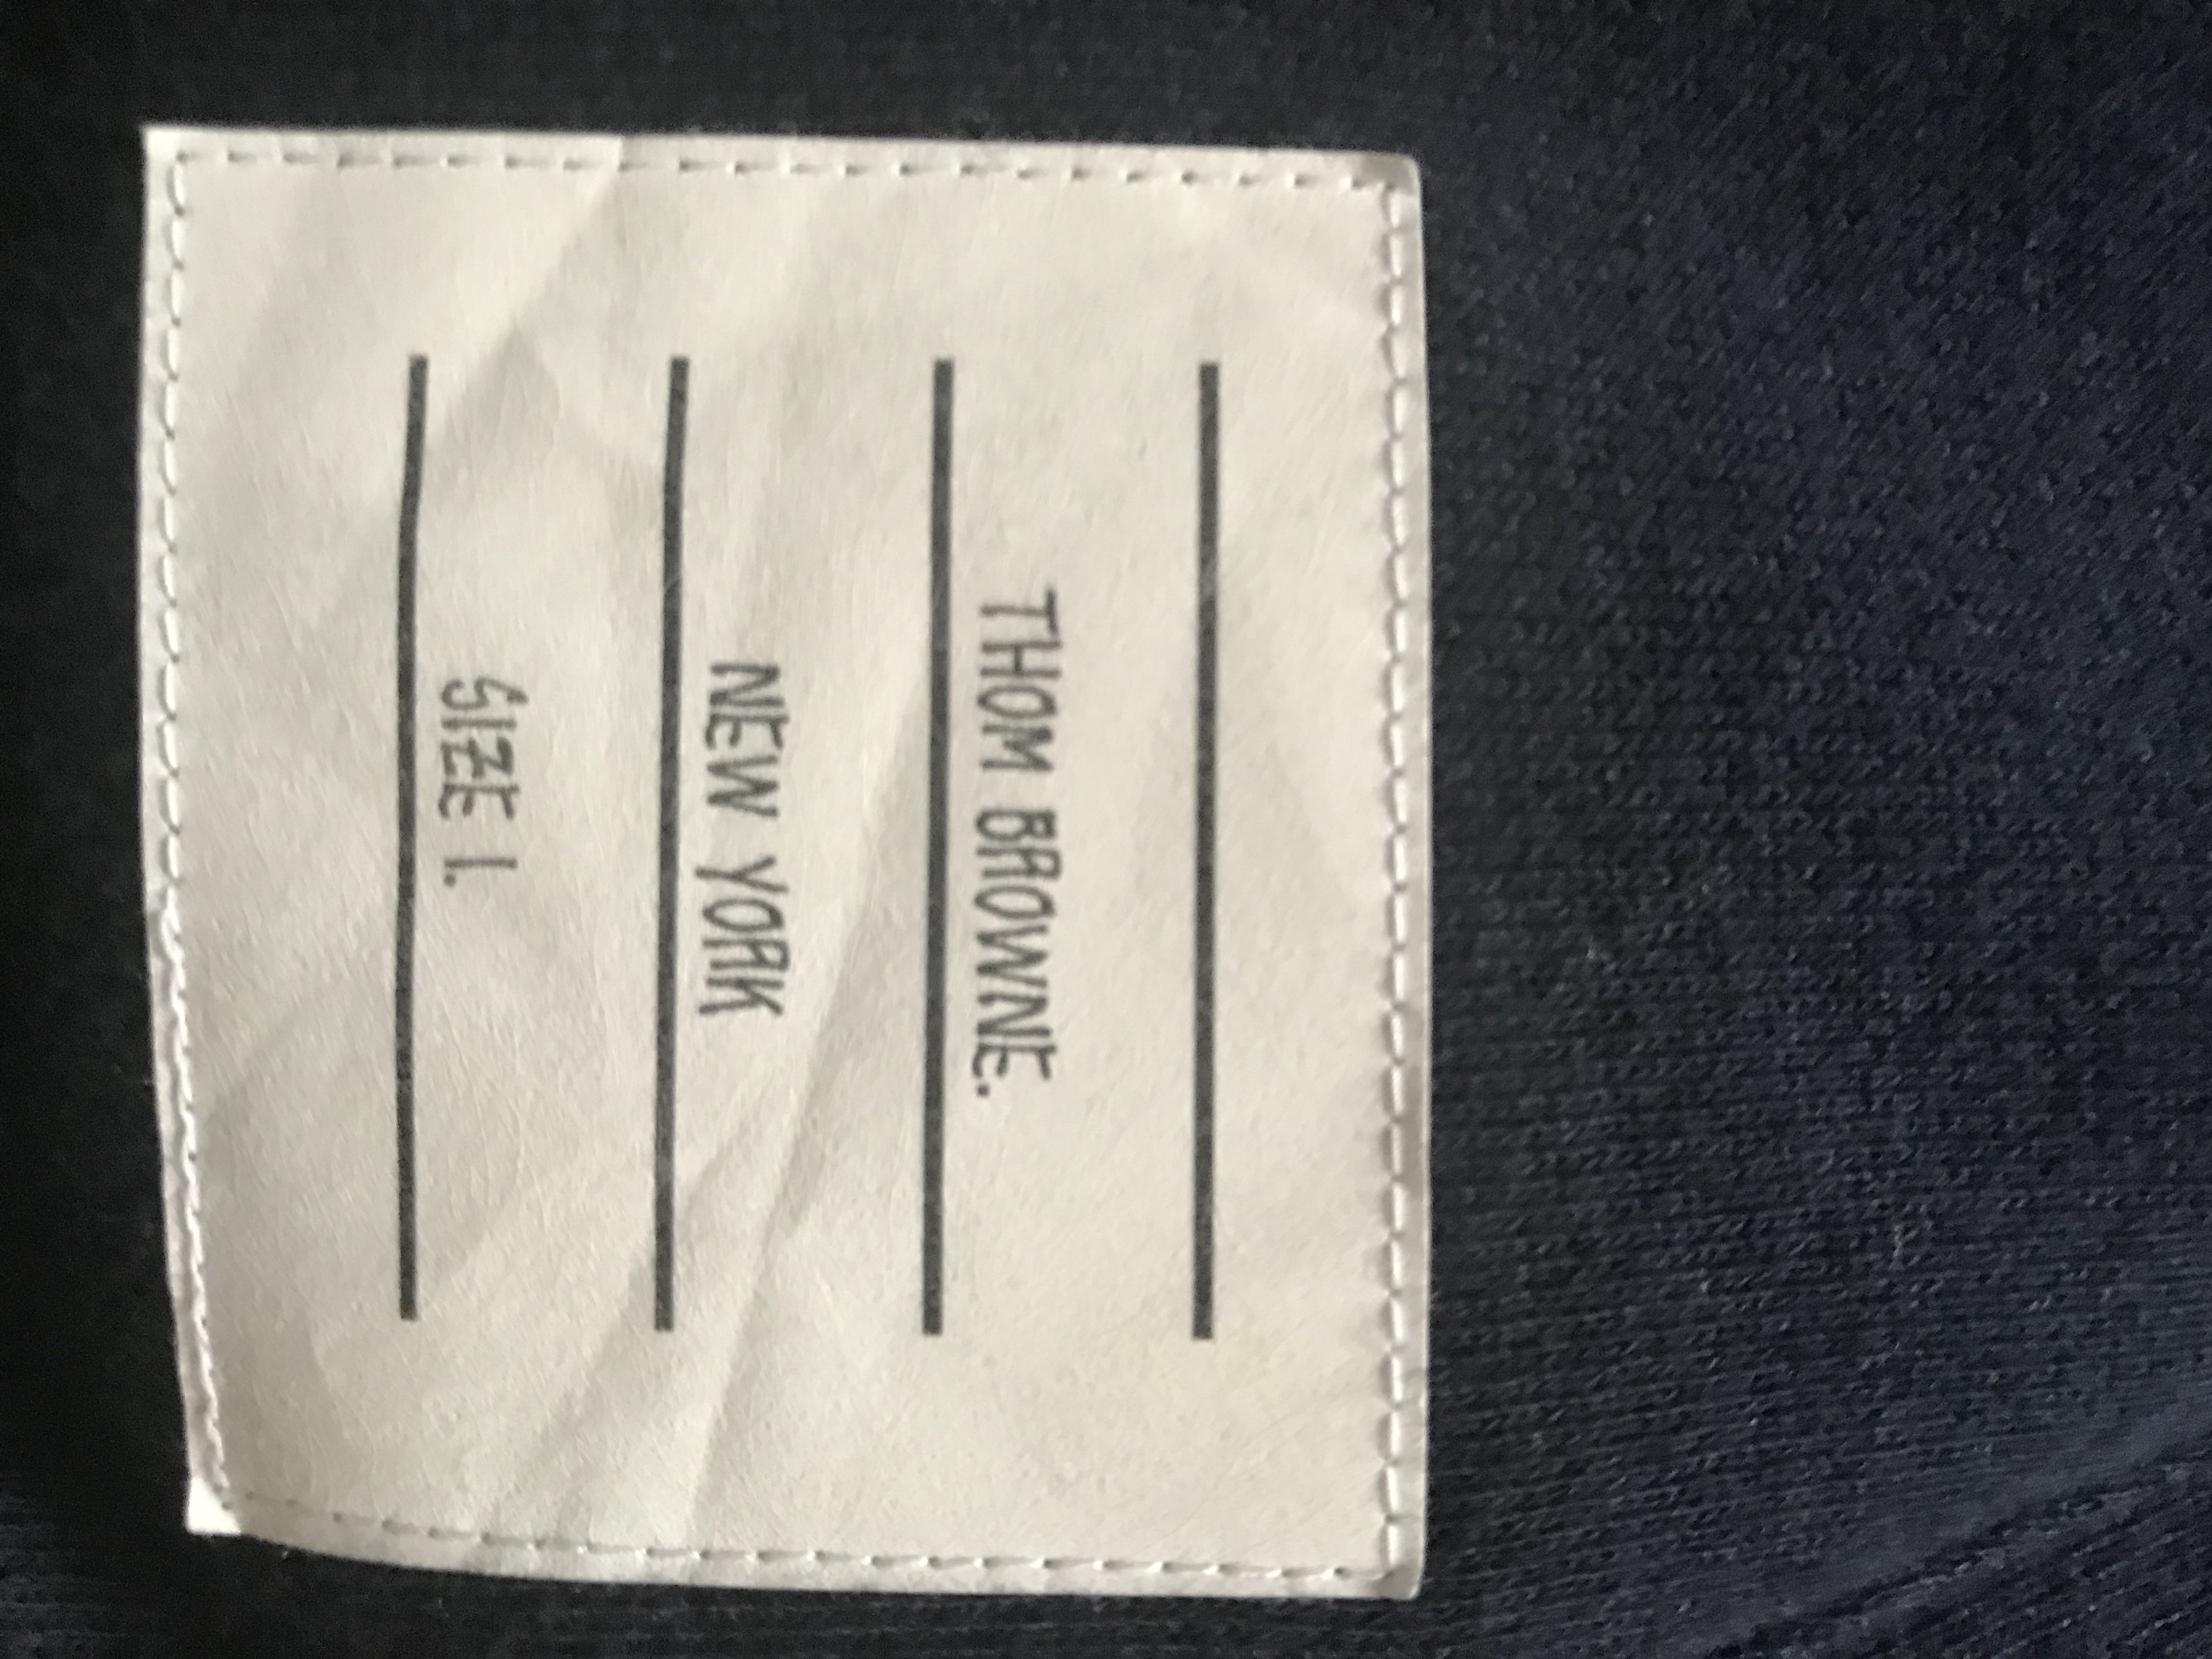 THOM BROWNE.
NEW YORK
SIZE 1.